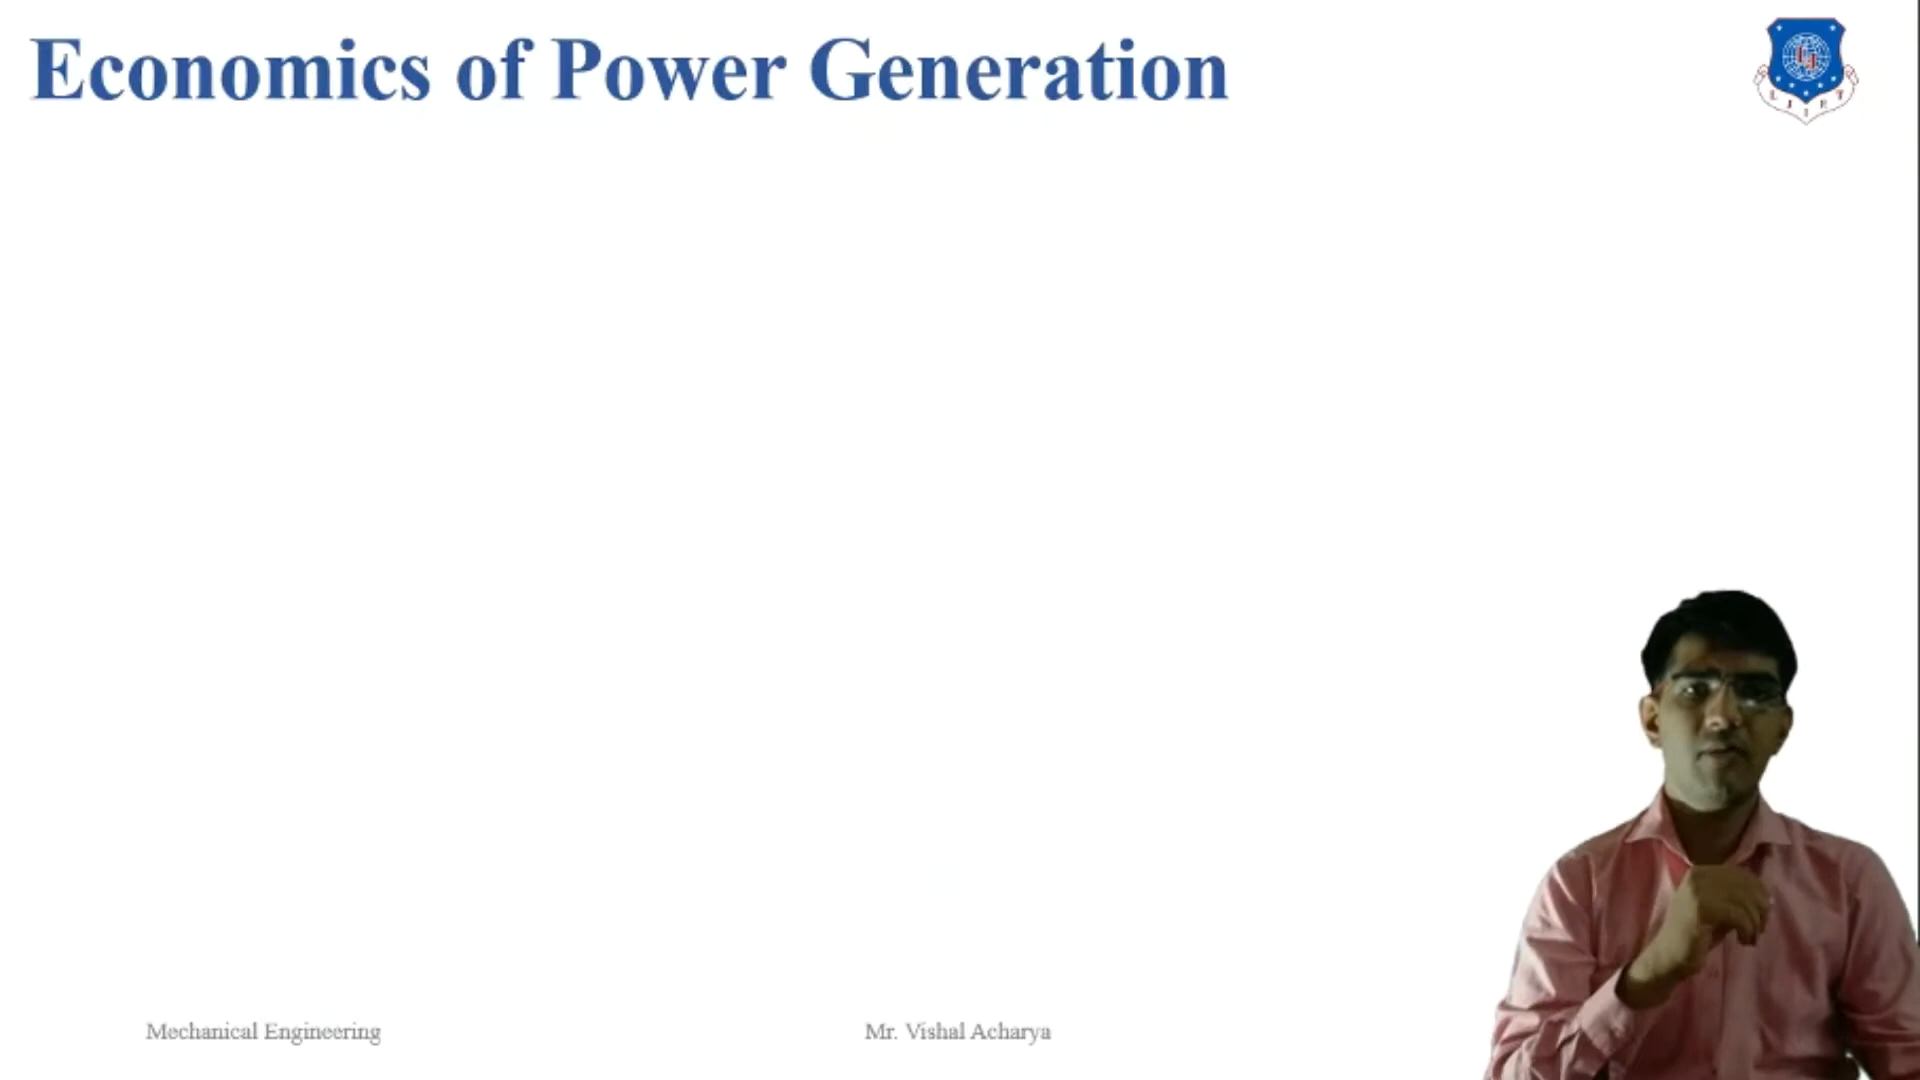 Economics of Power Generation
L J I E T
Mechanical Engineering
Mr. Vishal Acharya